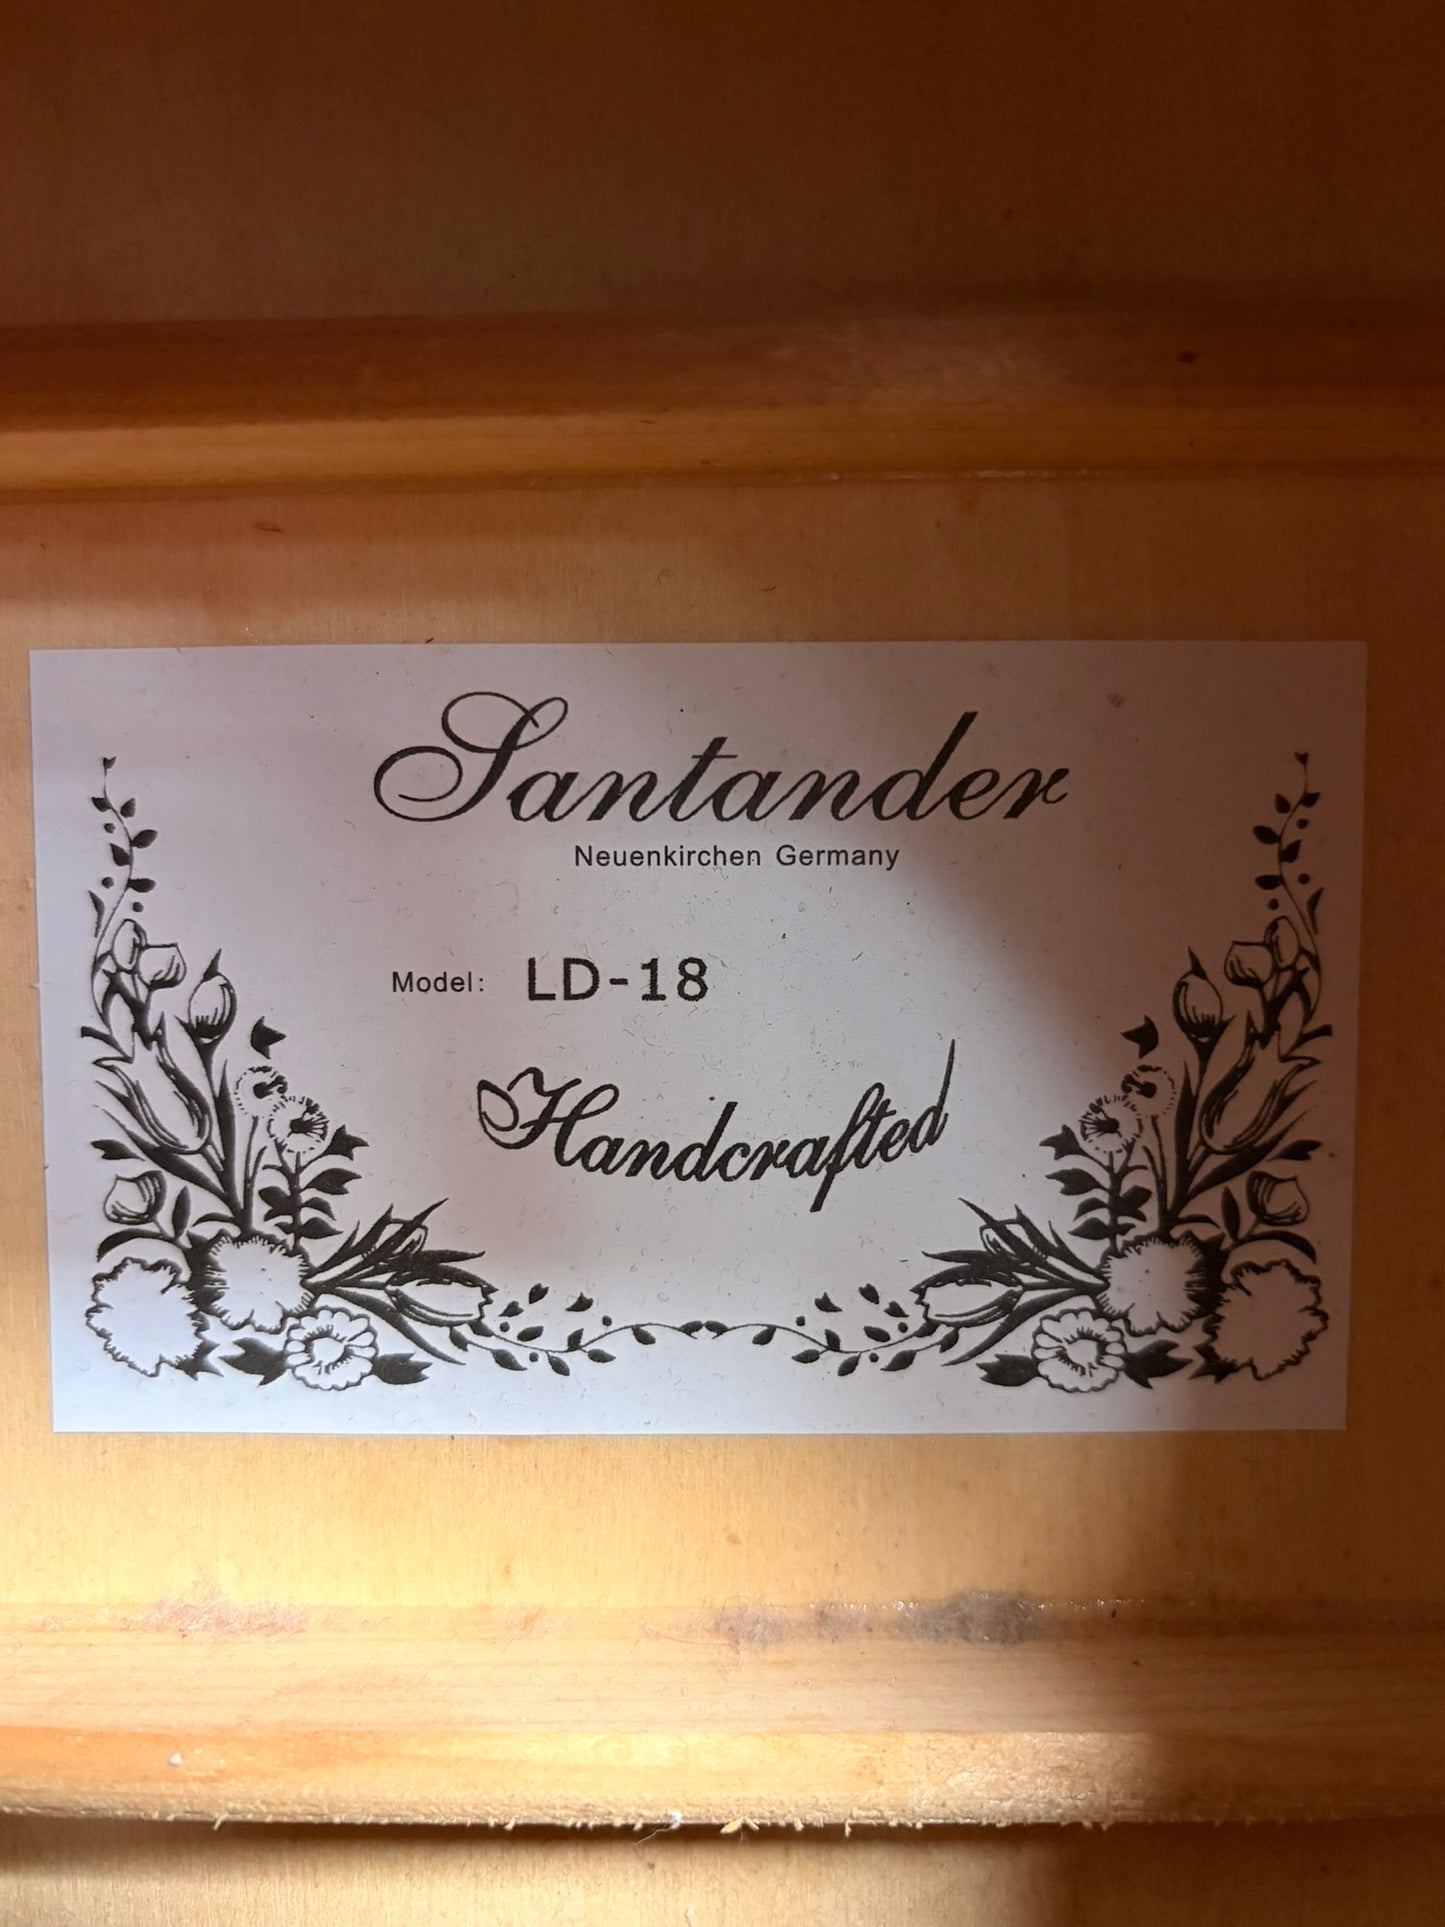 Santander
Neuenkirchen Germany
Model: LD-18
Handcrafted